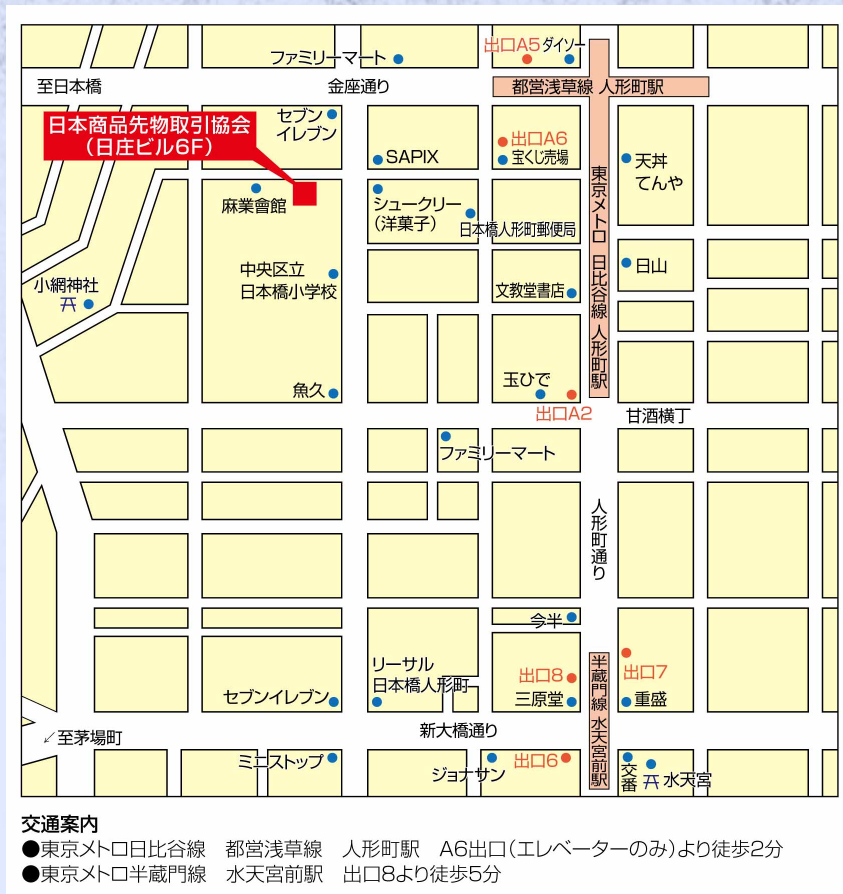 出口A5
ダイソー
ファミリーマート
至日本橋
金座通り
都営浅草線 人形町駅
セブン
イレブン
日本商品先物取引協会
(日庄ビル6F)
出口A6
SAPIX
宝くじ売場
天丼
てんや
東京メトロ 日比谷線 人形町駅
麻業會館
シュークリー
(洋菓子)
日本橋人形町郵便局
中央区立
日本橋小学校
日山
小網神社
文教堂書店
魚久
玉ひで
出口A2
甘酒横丁
ファミリーマート
人形町通り
今半
リーサル
日本橋人形町
出口8
半蔵門線 水天宮前駅
出口7
セブンイレブン
三原堂
重盛
新大橋通り
↙至茅場町
ミニストップ
ジョナサン
出口6
交番
水天宮
交通案内
●東京メトロ日比谷線 都営浅草線 人形町駅 A6出口(エレベーターのみ)より徒歩2分
●東京メトロ半蔵門線 水天宮前駅 出口8より徒歩5分